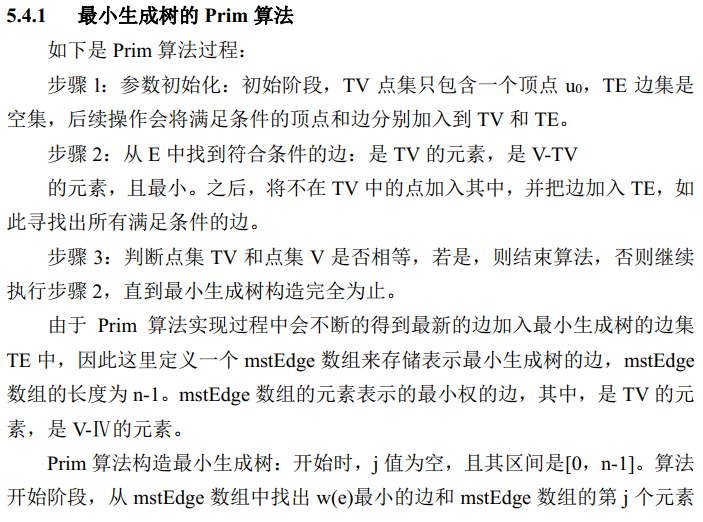 5.4.1 最小生成树的 Prim 算法
如下是 Prim 算法过程：
步骤 1：参数初始化：初始阶段，TV 点集只包含一个顶点 u₀，TE 边集是
空集，后续操作会将满足条件的顶点和边分别加入到 TV 和 TE。
步骤 2：从 E 中找到符合条件的边：是 TV 的元素，是 V-TV
的元素，且最小。之后，将不在 TV 中的点加入其中，并把边加入 TE，如
此寻找出所有满足条件的边。
步骤 3：判断点集 TV 和点集 V 是否相等，若是，则结束算法，否则继续
执行步骤 2，直到最小生成树构造完全为止。
由于 Prim 算法实现过程中会不断的得到最新的边加入最小生成树的边集
TE 中，因此这里定义一个 mstEdge 数组来存储表示最小生成树的边，mstEdge
数组的长度为 n-1。mstEdge 数组的元素表示的最小权的边，其中，是 TV 的元
素，是 V-Ⅳ的元素。
Prim 算法构造最小生成树：开始时，j 值为空，且其区间是[0，n-1]。算法
开始阶段，从 mstEdge 数组中找出 w(e)最小的边和 mstEdge 数组的第 j 个元素